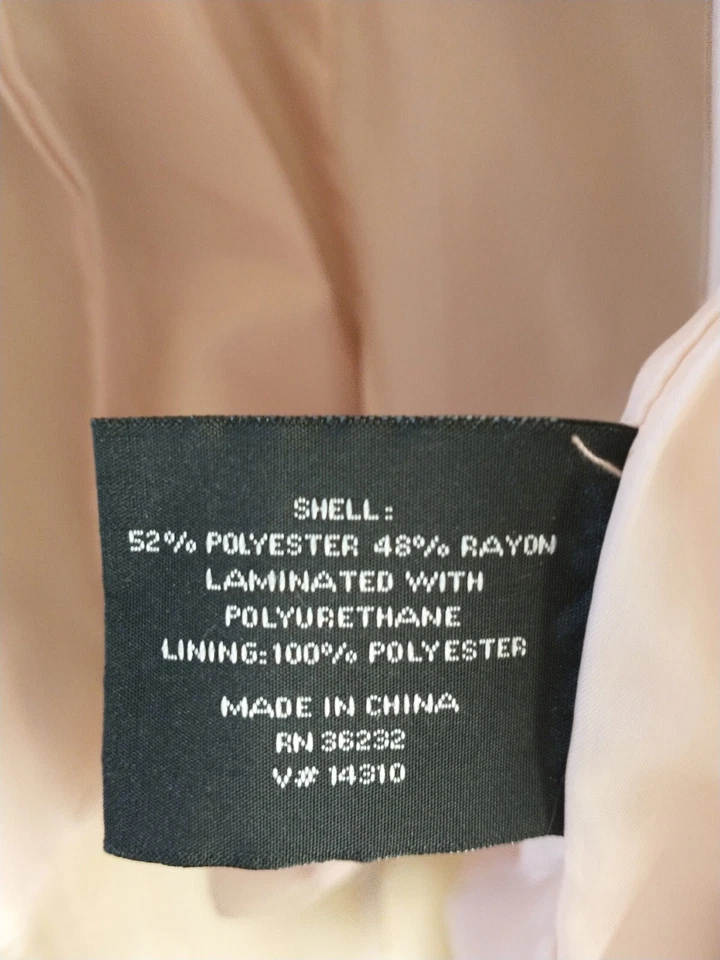 SHELL:
52% POLYESTER 48% RAYON
LAMINATED WITH
POLYURETHANE
LINING:100% POLYESTER
MADE IN CHINA
RN 36232
V# 14310